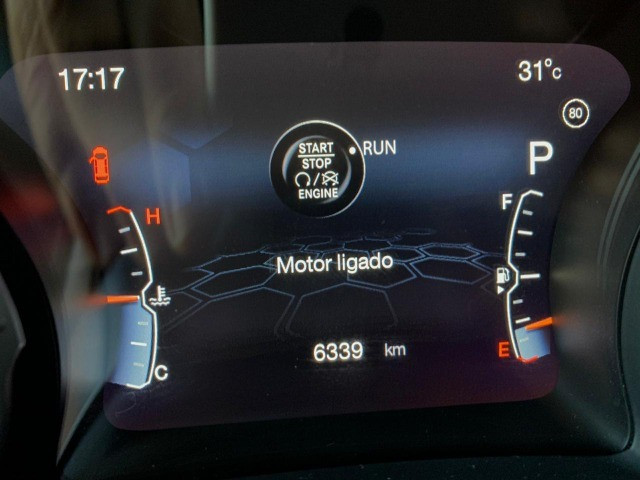 17:17
31°C
80
START
STOP
ENGINE
RUN
P
H
F
Motor ligado
E
C
6339 km